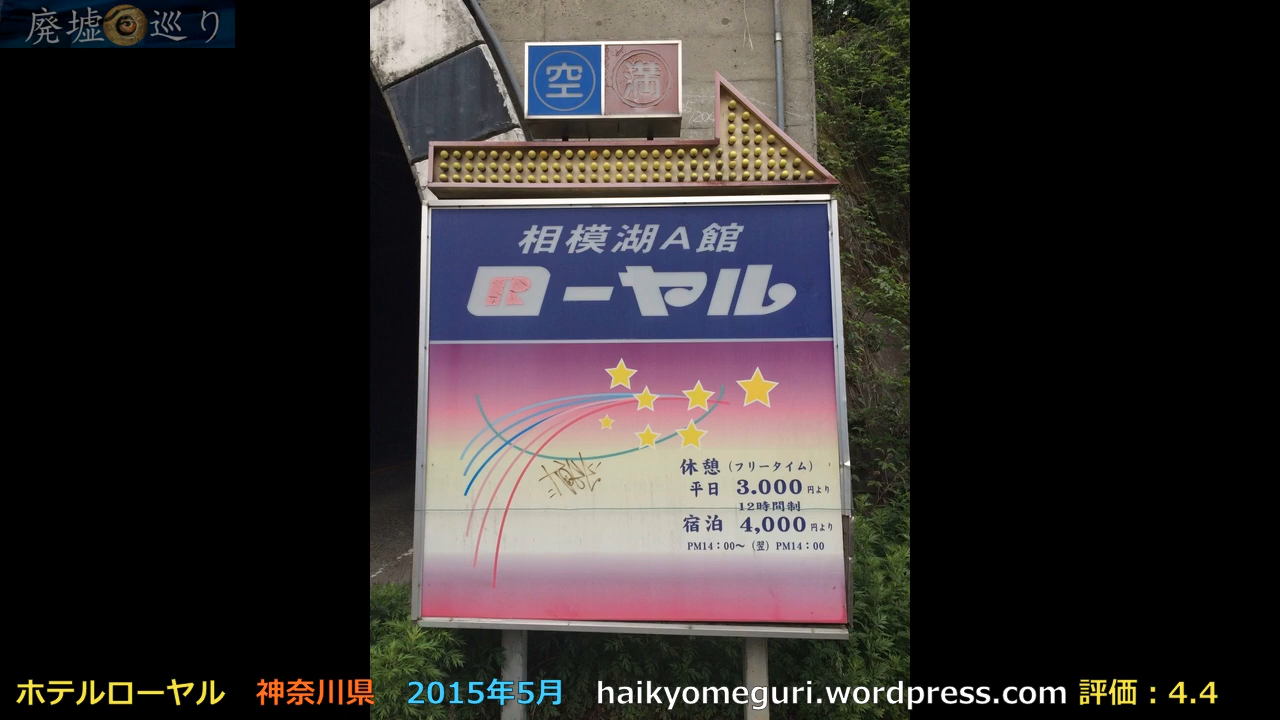 廃墟 巡り
空 満
相模湖A館
ローヤル
R
休憩（フリータイム）
平日 3.000円より
12時間制
宿泊 4,000円より
PM14：00～（翌）PM14：00
ホテルローヤル 神奈川県 2015年5月 haikyomeguri.wordpress.com 評価：4.4